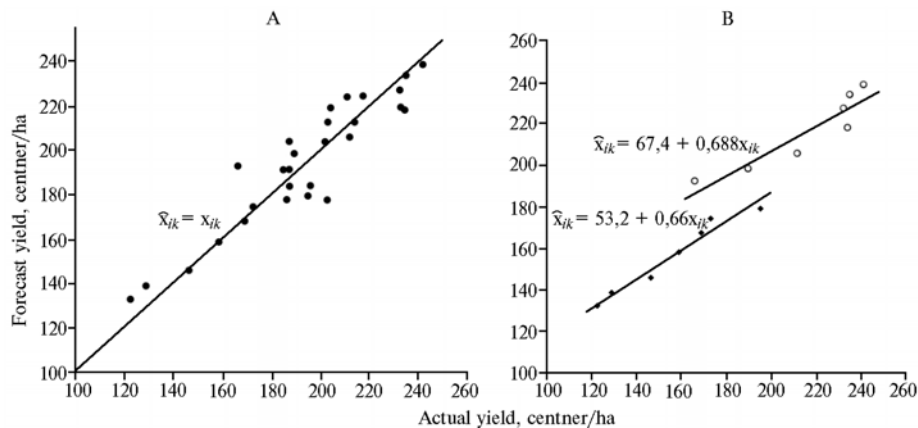 A
B
Forecast yield, centner/ha
240
220
200
180
160
140
120
100
x̂ik = xik
100 120 140 160 180 200 220 240 260
260
240
220
200
180
160
140
120
100
x̂ik = 67,4 + 0,688xik
x̂ik = 53,2 + 0,66xik
100 120 140 160 180 200 220 240 260
Actual yield, centner/ha